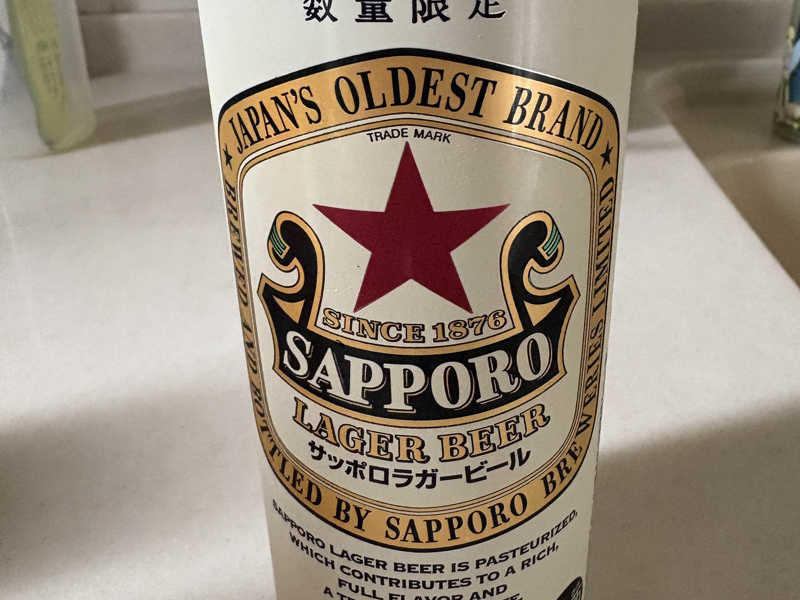 数量限定
JAPAN'S OLDEST BRAND
TRADE MARK
SINCE 1876
SAPPORO
LAGER BEER
サッポロラガービール
BREWED AND BOTTLED BY SAPPORO BREWERIES LIMITED
SAPPORO LAGER BEER IS PASTEURIZED,
WHICH CONTRIBUTES TO A RICH,
FULL FLAVOR AND
A